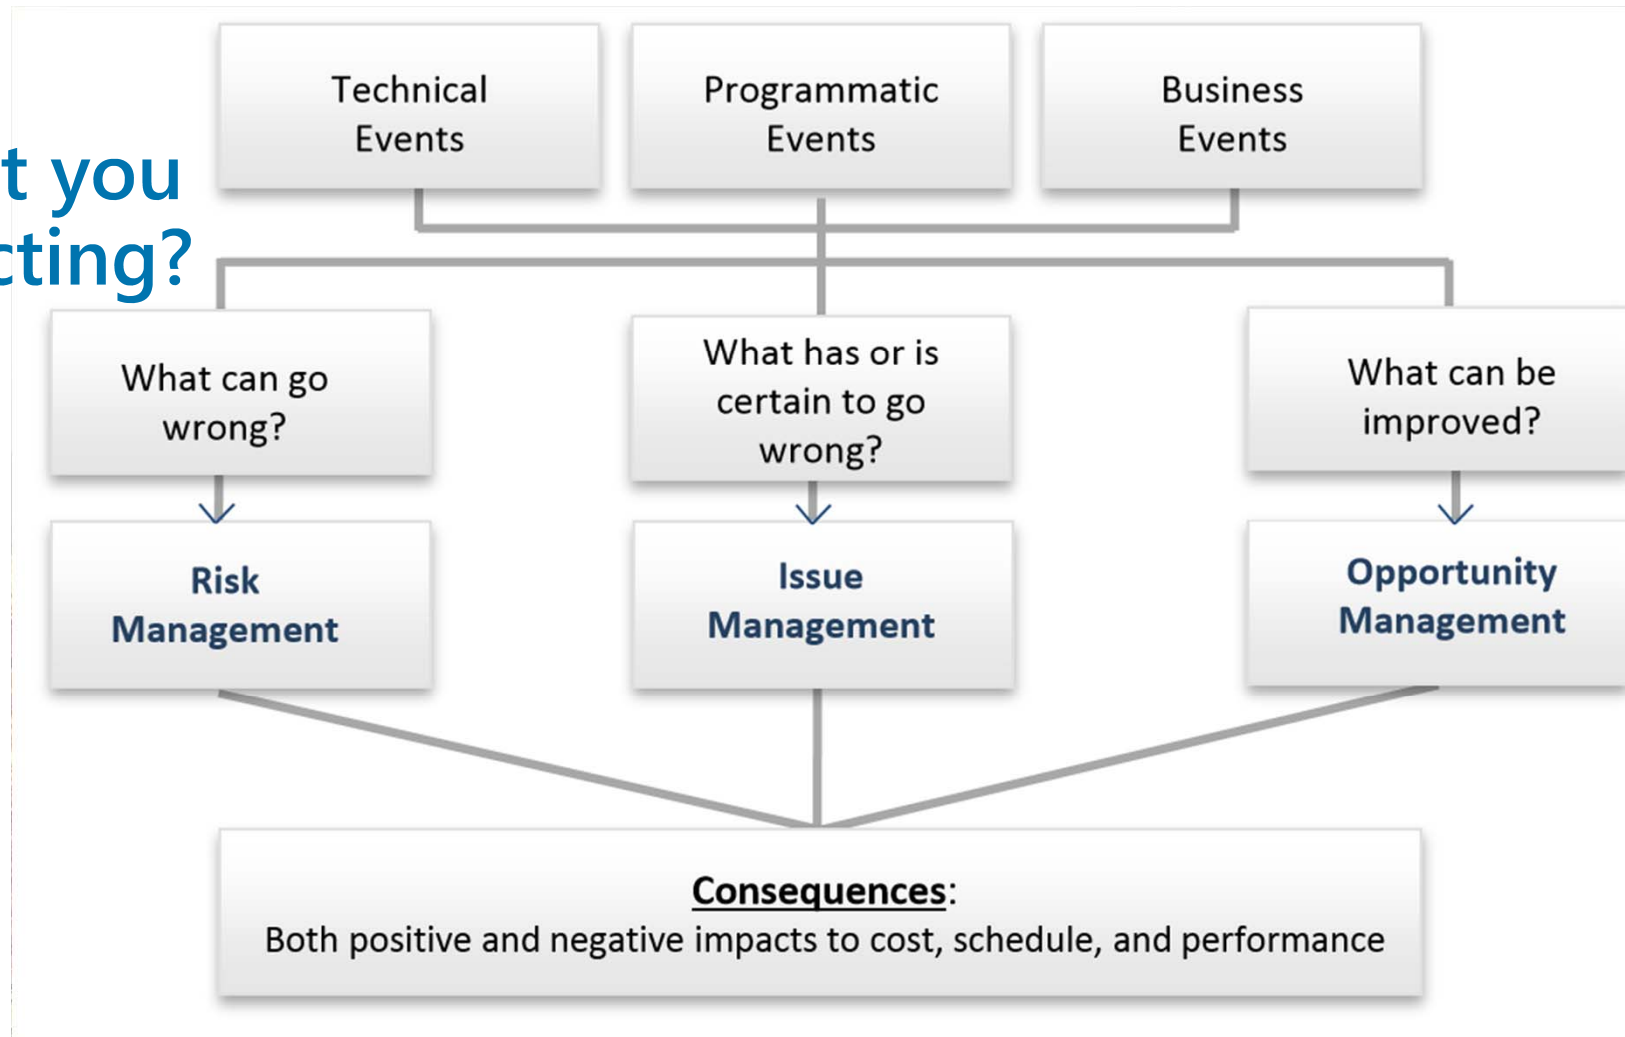 Technical
Events
Programmatic
Events
Business
Events
t you
cting?
What can go
wrong?
What has or is
certain to go
wrong?
What can be
improved?
Risk
Management
Issue
Management
Opportunity
Management
Consequences:
Both positive and negative impacts to cost, schedule, and performance